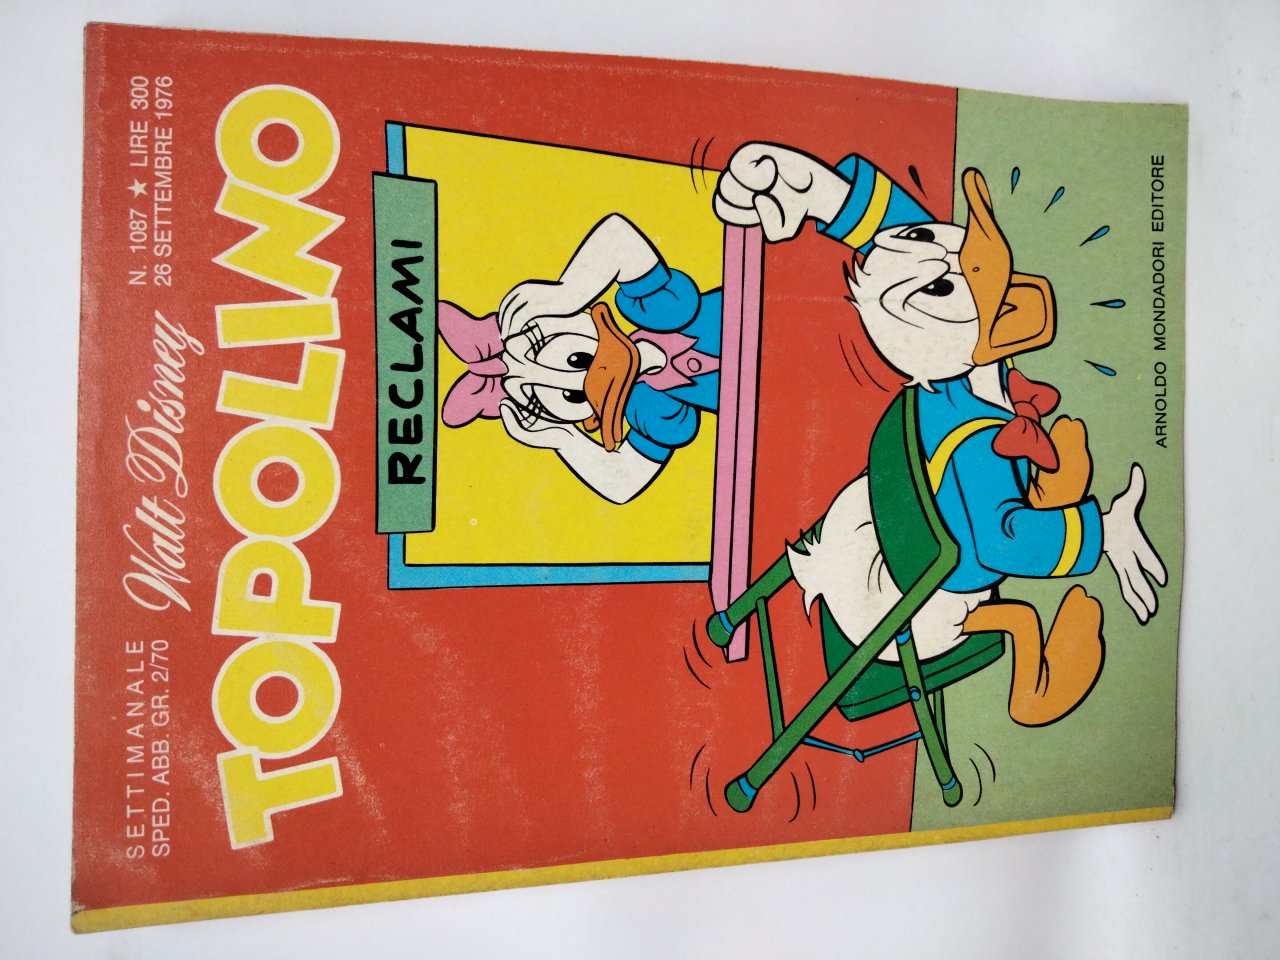 SETTIMANALE
SPED. ABB. GR. 2/70
Walt Disney
N. 1087 ★ LIRE 300
26 SETTEMBRE 1976
TOPOLINO
RECLAMI
ARNOLDO MONDADORI EDITORE